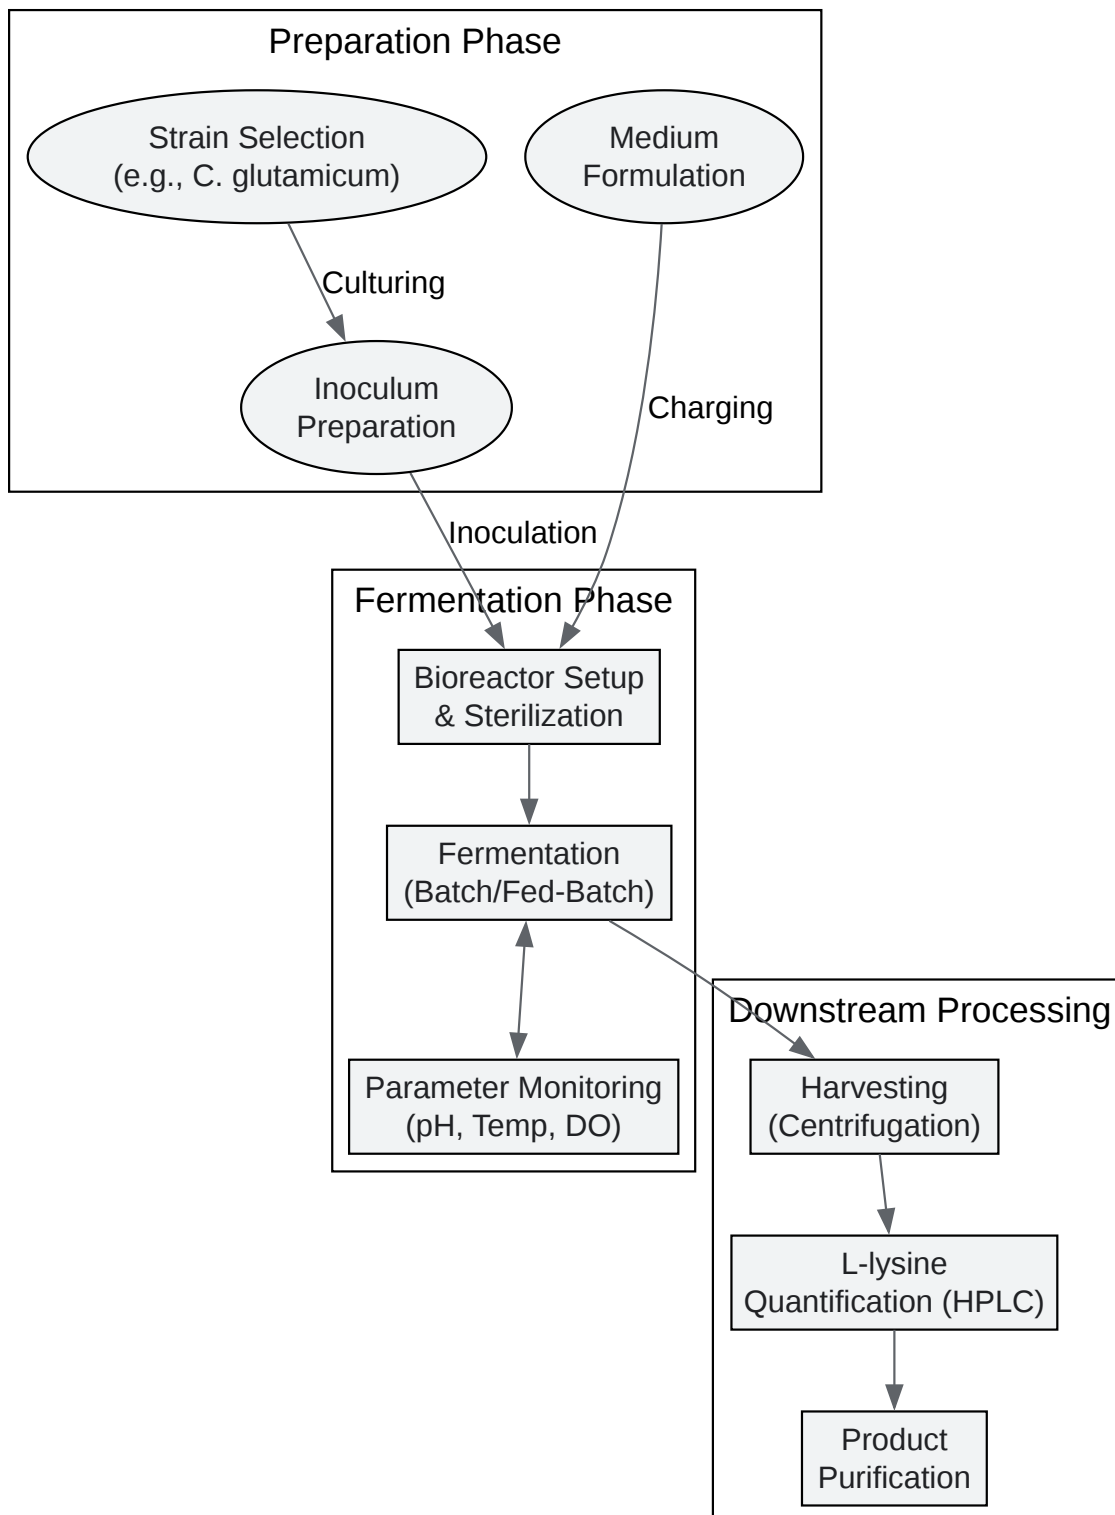 Preparation Phase
Strain Selection
(e.g., C. glutamicum)
Medium
Formulation
Culturing
Inoculum
Preparation
Charging
Inoculation
Fermentation Phase
Bioreactor Setup
& Sterilization
Fermentation
(Batch/Fed-Batch)
Parameter Monitoring
(pH, Temp, DO)
Downstream Processing
Harvesting
(Centrifugation)
L-lysine
Quantification (HPLC)
Product
Purification